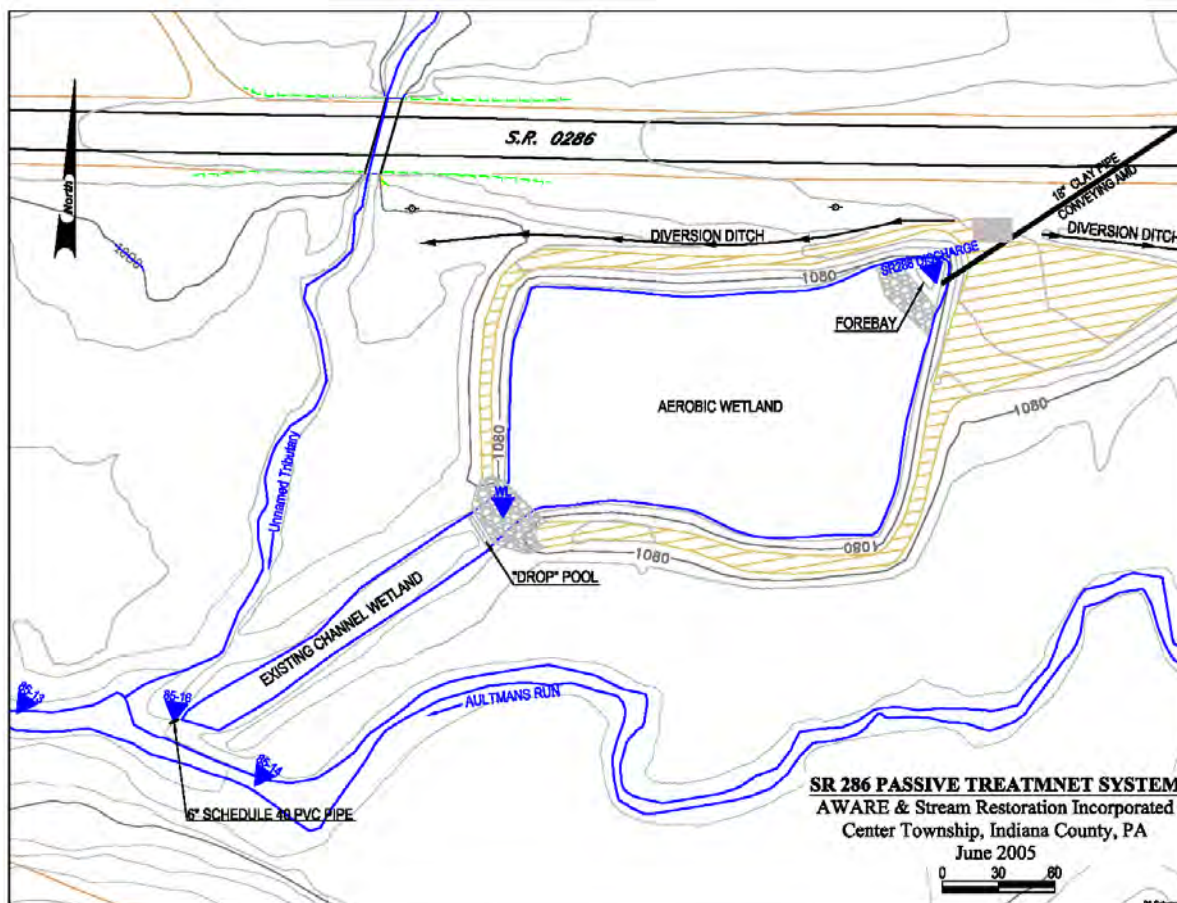 S.R. 0286
North
1080
18" CLAY PIPE
CONVEYING AMD
DIVERSION DITCH
DIVERSION DITCH
SR286 DISCHARGE
1080
FOREBAY
AEROBIC WETLAND
1080
1080
WL
1080
1080
"DROP" POOL
Unnamed Tributary
EXISTING CHANNEL WETLAND
AULTMANS RUN
85-13
85-16
85-14
6" SCHEDULE 40 PVC PIPE
SR 286 PASSIVE TREATMNET SYSTEM
AWARE & Stream Restoration Incorporated
Center Township, Indiana County, PA
June 2005
0 30 60